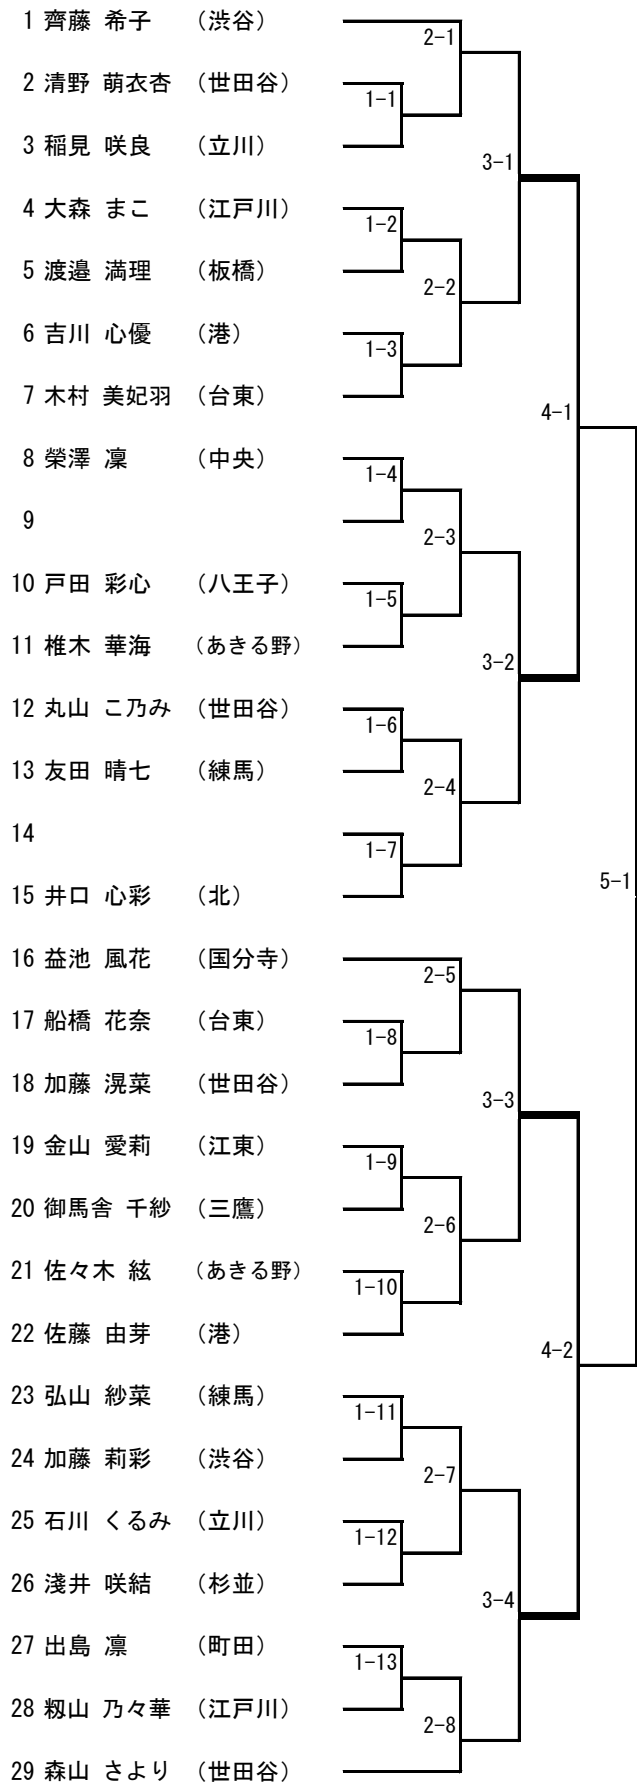 1 齊藤 希子 （渋谷）
2-1
2 清野 萌衣杏 （世田谷）
1-1
3 稲見 咲良 （立川）
3-1
4 大森 まこ （江戸川）
1-2
5 渡邉 満理 （板橋）
2-2
6 吉川 心優 （港）
1-3
7 木村 美妃羽 （台東）
4-1
8 榮澤 凜 （中央）
1-4
9
2-3
10 戸田 彩心 （八王子）
1-5
11 椎木 華海 （あきる野）
3-2
12 丸山 こ乃み （世田谷）
1-6
13 友田 晴七 （練馬）
2-4
14
1-7
5-1
15 井口 心彩 （北）
16 益池 風花 （国分寺）
2-5
17 船橋 花奈 （台東）
1-8
18 加藤 滉菜 （世田谷）
3-3
19 金山 愛莉 （江東）
1-9
20 御馬舎 千紗 （三鷹）
2-6
21 佐々木 絃 （あきる野）
1-10
22 佐藤 由芽 （港）
4-2
23 弘山 紗菜 （練馬）
1-11
24 加藤 莉彩 （渋谷）
2-7
25 石川 くるみ （立川）
1-12
26 淺井 咲結 （杉並）
3-4
27 出島 凛 （町田）
1-13
28 籾山 乃々華 （江戸川）
2-8
29 森山 さより （世田谷）